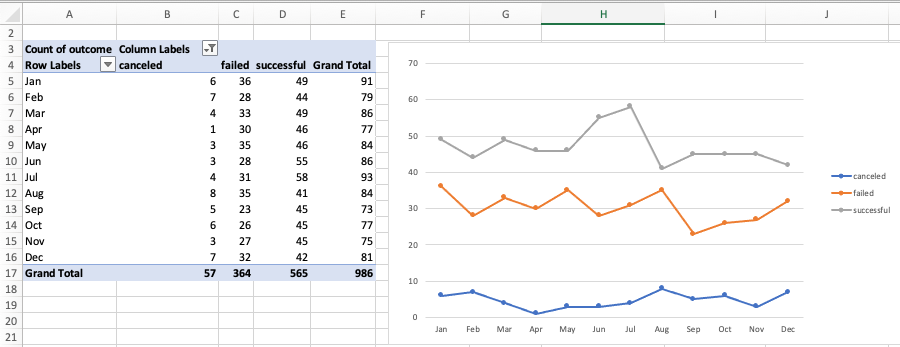 A B C D E F G H I J
2
3 Count of outcome Column Labels
4 Row Labels canceled failed successful Grand Total
5 Jan 6 36 49 91
6 Feb 7 28 44 79
7 Mar 4 33 49 86
8 Apr 1 30 46 77
9 May 3 35 46 84
10 Jun 3 28 55 86
11 Jul 4 31 58 93
12 Aug 8 35 41 84
13 Sep 5 23 45 73
14 Oct 6 26 45 77
15 Nov 3 27 45 75
16 Dec 7 32 42 81
17 Grand Total 57 364 565 986
18
19
20
21
70
60
50
40
30
20
10
0
Jan Feb Mar Apr May Jun Jul Aug Sep Oct Nov Dec
canceled
failed
successful